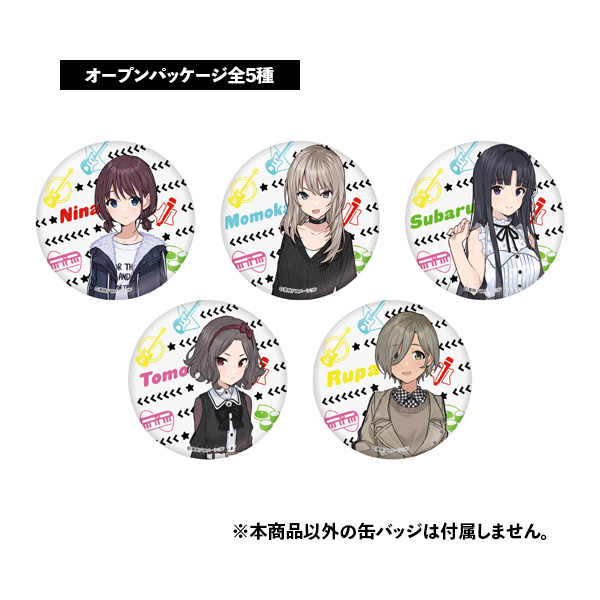 オープンパッケージ全5種
Nina
Momoka
Subaru
Tomo
Rupa
※本商品以外の缶バッジは付属しません。